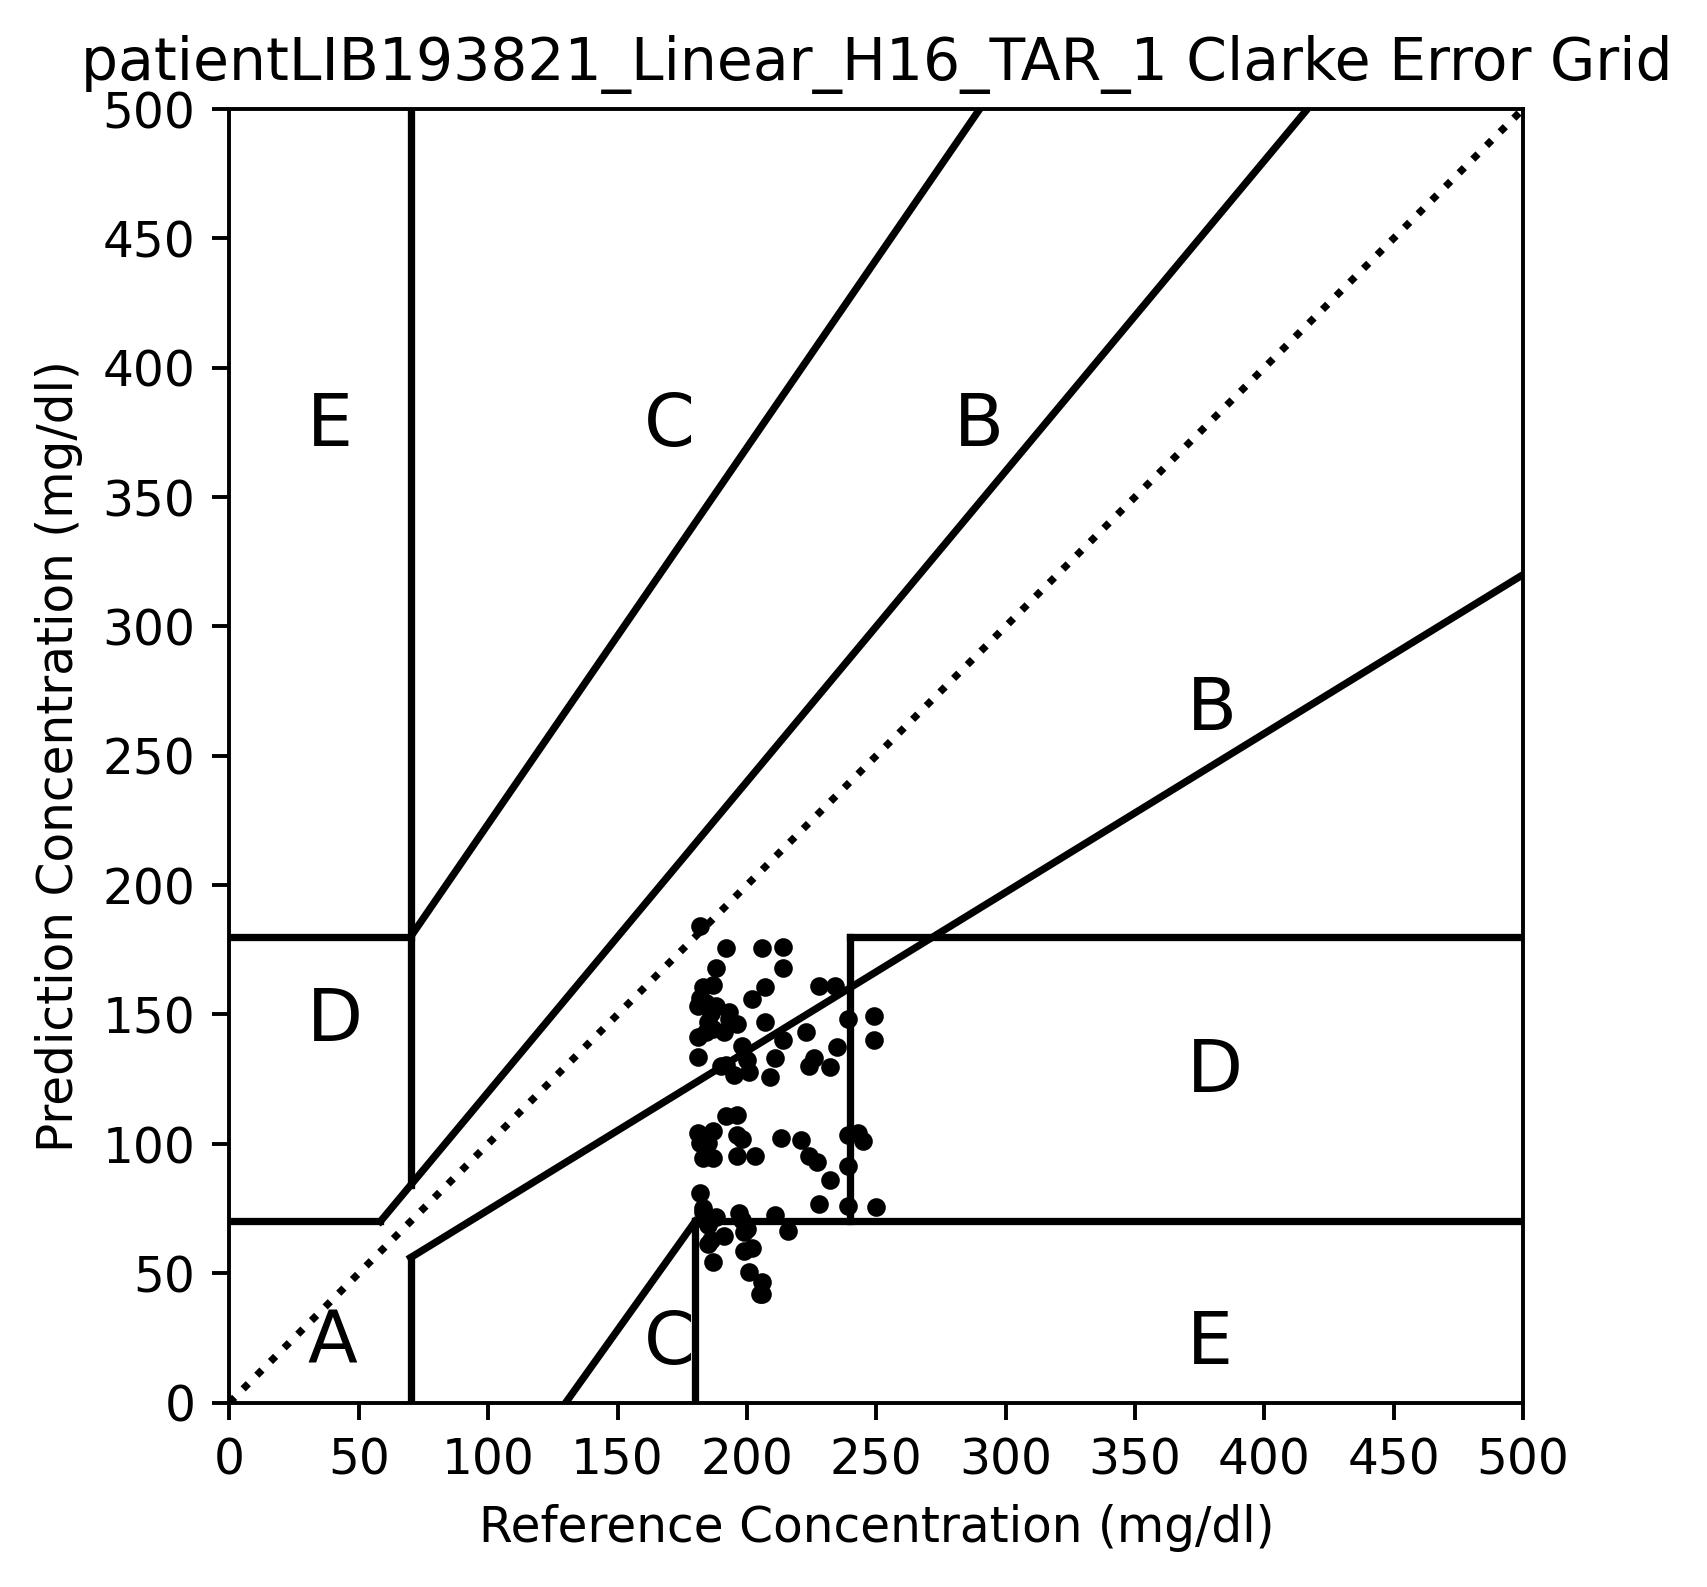 patientLIB193821_Linear_H16_TAR_1 Clarke Error Grid
500
450
400
350
300
250
200
150
100
50
0
Prediction Concentration (mg/dl)
E
C
B
B
D
D
A
C
E
0 50 100 150 200 250 300 350 400 450 500
Reference Concentration (mg/dl)